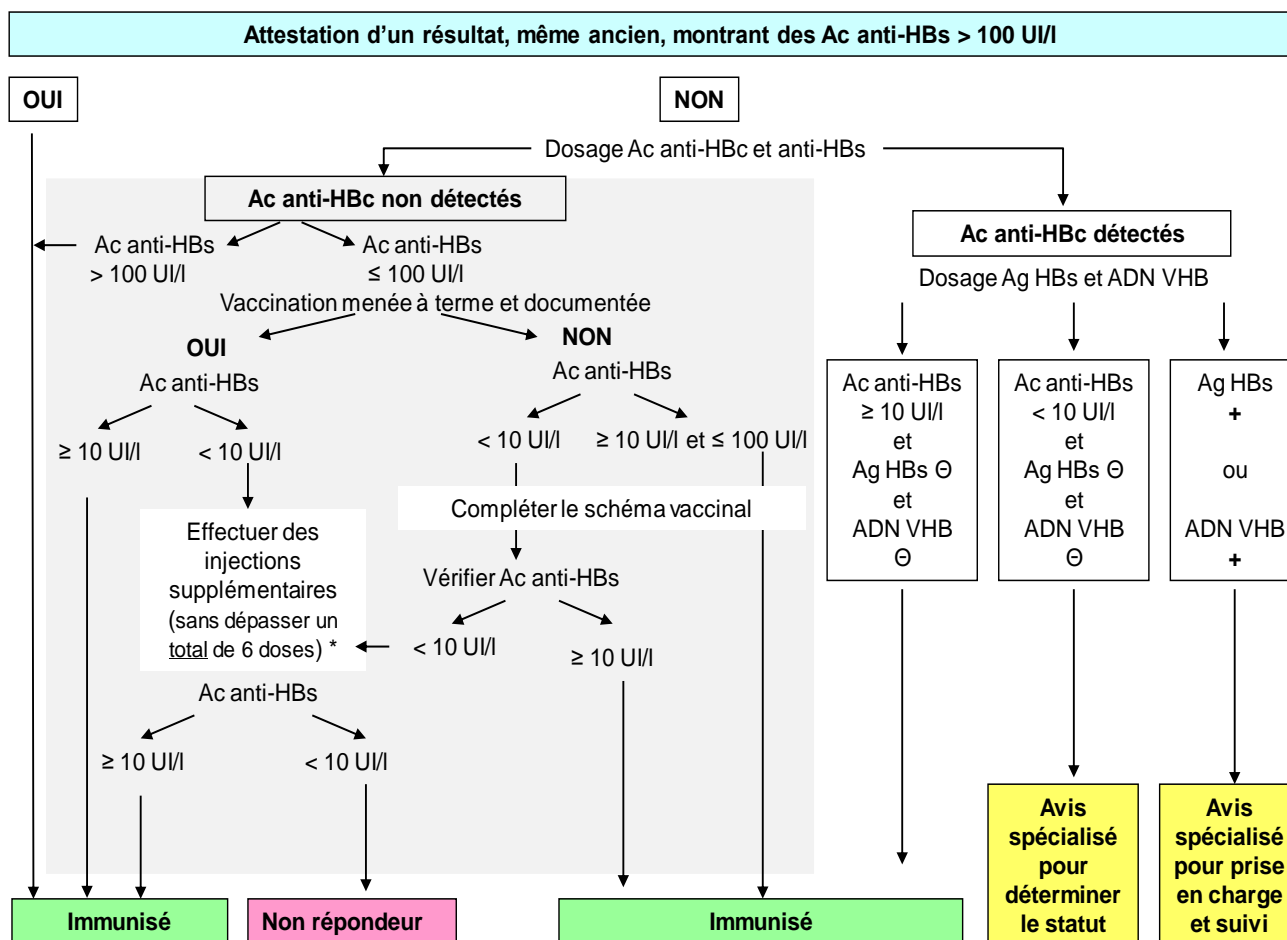 Attestation d’un résultat, même ancien, montrant des Ac anti-HBs > 100 UI/l
OUI
NON
Dosage Ac anti-HBc et anti-HBs
Ac anti-HBc non détectés
Ac anti-HBs
> 100 UI/l
Ac anti-HBs
≤ 100 UI/l
Vaccination menée à terme et documentée
OUI
Ac anti-HBs
≥ 10 UI/l
< 10 UI/l
Effectuer des
injections
supplémentaires
(sans dépasser un
total de 6 doses) *
Ac anti-HBs
≥ 10 UI/l
< 10 UI/l
NON
Ac anti-HBs
< 10 UI/l
≥ 10 UI/l et ≤ 100 UI/l
Compléter le schéma vaccinal
Vérifier Ac anti-HBs
< 10 UI/l
≥ 10 UI/l
Ac anti-HBc détectés
Dosage Ag HBs et ADN VHB
Ac anti-HBs
≥ 10 UI/l
et
Ag HBs Θ
et
ADN VHB
Θ
Ac anti-HBs
< 10 UI/l
et
Ag HBs Θ
et
ADN VHB
Θ
Ag HBs
+
ou
ADN VHB
+
Immunisé
Non répondeur
Immunisé
Avis
spécialisé
pour
déterminer
le statut
Avis
spécialisé
pour prise
en charge
et suivi